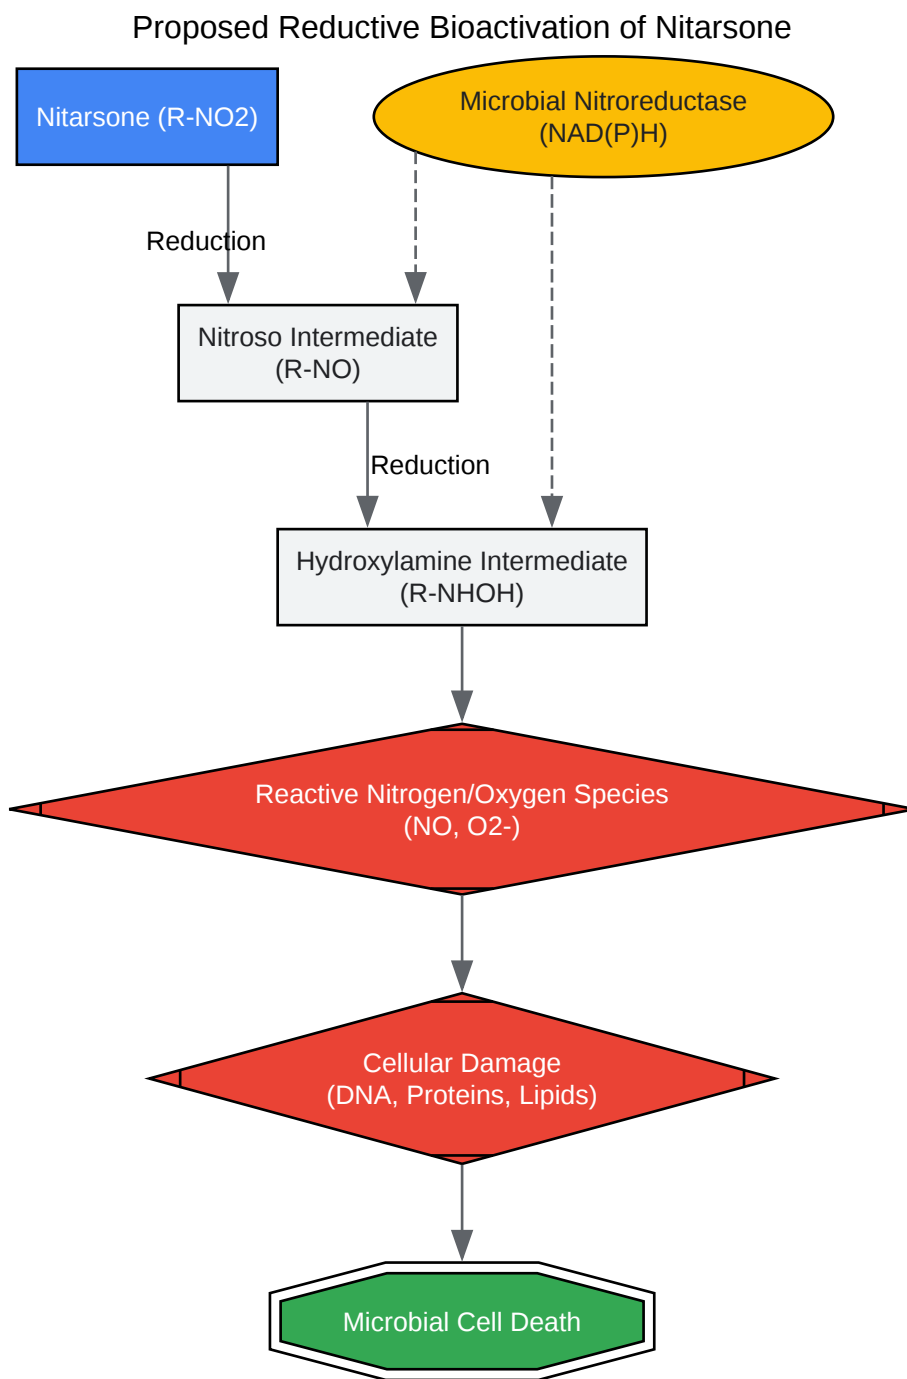 Proposed Reductive Bioactivation of Nitarsone
Nitarsone (R-NO2)
Microbial Nitroreductase
(NAD(P)H)
Reduction
Nitroso Intermediate
(R-NO)
Reduction
Hydroxylamine Intermediate
(R-NHOH)
Reactive Nitrogen/Oxygen Species
(NO, O2-)
Cellular Damage
(DNA, Proteins, Lipids)
Microbial Cell Death